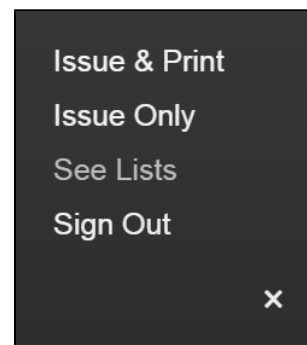 Issue & Print
Issue Only
See Lists
Sign Out
×